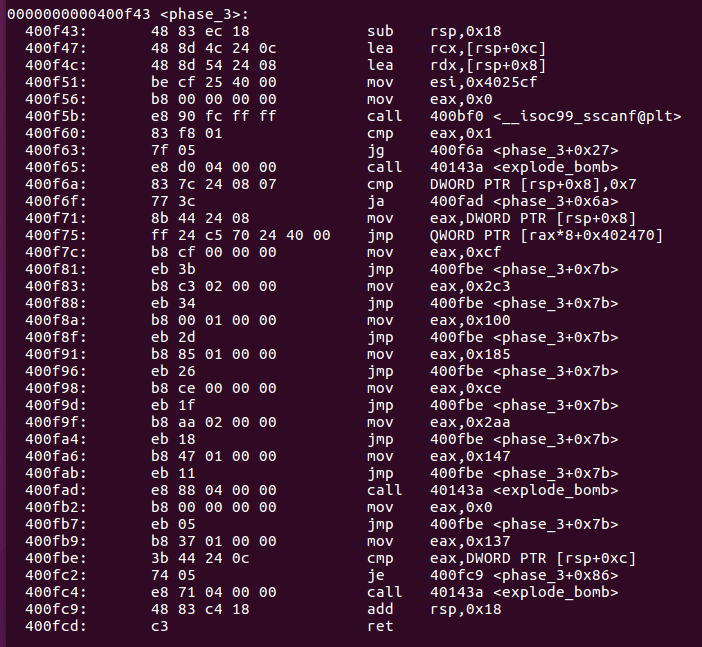 0000000000400f43 <phase_3>:
400f43: 48 83 ec 18 sub rsp,0x18
400f47: 48 8d 4c 24 0c lea rcx,[rsp+0xc]
400f4c: 48 8d 54 24 08 lea rdx,[rsp+0x8]
400f51: be cf 25 40 00 mov esi,0x4025cf
400f56: b8 00 00 00 00 mov eax,0x0
400f5b: e8 90 fc ff ff call 400bf0 <__isoc99_sscanf@plt>
400f60: 83 f8 01 cmp eax,0x1
400f63: 7f 05 jg 400f6a <phase_3+0x27>
400f65: e8 d0 04 00 00 call 40143a <explode_bomb>
400f6a: 83 7c 24 08 07 cmp DWORD PTR [rsp+0x8],0x7
400f6f: 77 3c ja 400fad <phase_3+0x6a>
400f71: 8b 44 24 08 mov eax,DWORD PTR [rsp+0x8]
400f75: ff 24 c5 70 24 40 00 jmp QWORD PTR [rax*8+0x402470]
400f7c: b8 cf 00 00 00 mov eax,0xcf
400f81: eb 3b jmp 400fbe <phase_3+0x7b>
400f83: b8 c3 02 00 00 mov eax,0x2c3
400f88: eb 34 jmp 400fbe <phase_3+0x7b>
400f8a: b8 00 01 00 00 mov eax,0x100
400f8f: eb 2d jmp 400fbe <phase_3+0x7b>
400f91: b8 85 01 00 00 mov eax,0x185
400f96: eb 26 jmp 400fbe <phase_3+0x7b>
400f98: b8 ce 00 00 00 mov eax,0xce
400f9d: eb 1f jmp 400fbe <phase_3+0x7b>
400f9f: b8 aa 02 00 00 mov eax,0x2aa
400fa4: eb 18 jmp 400fbe <phase_3+0x7b>
400fa6: b8 47 01 00 00 mov eax,0x147
400fab: eb 11 jmp 400fbe <phase_3+0x7b>
400fad: e8 88 04 00 00 call 40143a <explode_bomb>
400fb2: b8 00 00 00 00 mov eax,0x0
400fb7: eb 05 jmp 400fbe <phase_3+0x7b>
400fb9: b8 37 01 00 00 mov eax,0x137
400fbe: 3b 44 24 0c cmp eax,DWORD PTR [rsp+0xc]
400fc2: 74 05 je 400fc9 <phase_3+0x86>
400fc4: e8 71 04 00 00 call 40143a <explode_bomb>
400fc9: 48 83 c4 18 add rsp,0x18
400fcd: c3 ret